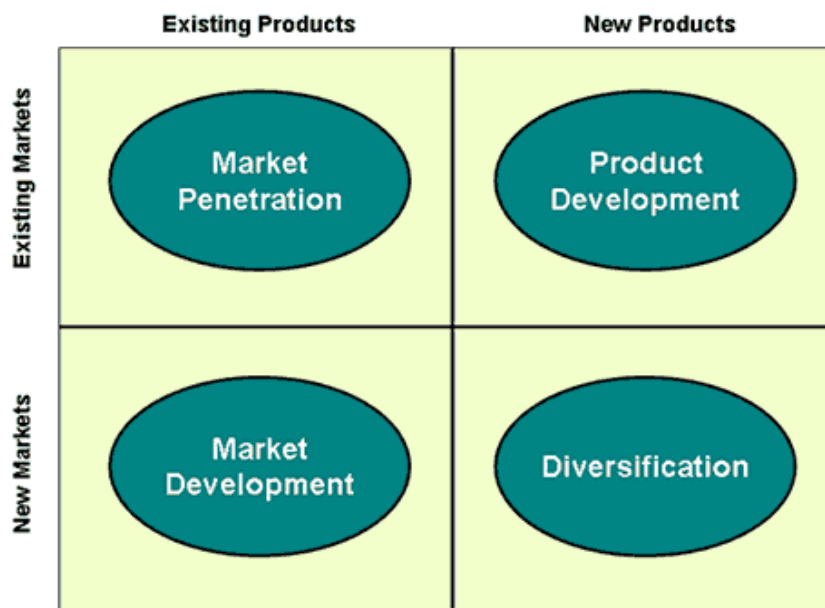 Existing Products
New Products
Existing Markets
Market
Penetration
Product
Development
New Markets
Market
Development
Diversification